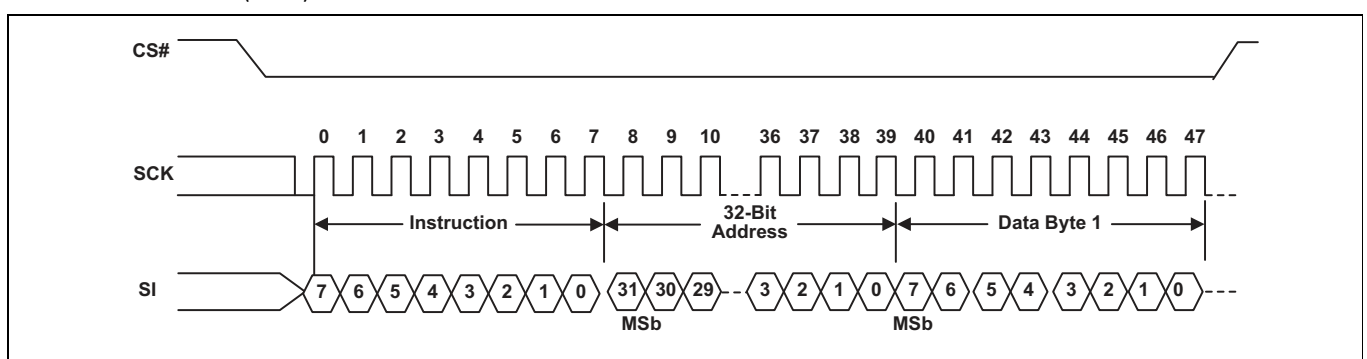 CS#
0 1 2 3 4 5 6 7 8 9 10 36 37 38 39 40 41 42 43 44 45 46 47
SCK
Instruction 32-Bit Address Data Byte 1
SI 7 6 5 4 3 2 1 0 31 30 29 3 2 1 0 7 6 5 4 3 2 1 0
MSb MSb